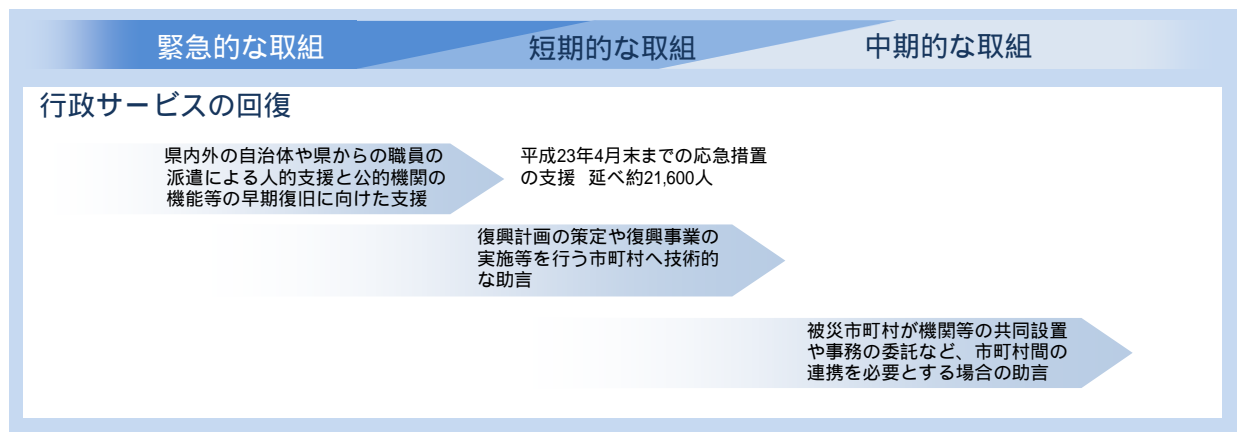 緊急的な取組
短期的な取組
中期的な取組
行政サービスの回復
県内外の自治体や県からの職員の
派遣による人的支援と公的機関の
機能等の早期復旧に向けた支援
平成23年4月末までの応急措置
の支援 延べ約21,600人
復興計画の策定や復興事業の
実施等を行う市町村へ技術的
な助言
被災市町村が機関等の共同設置
や事務の委託など、市町村間の
連携を必要とする場合の助言